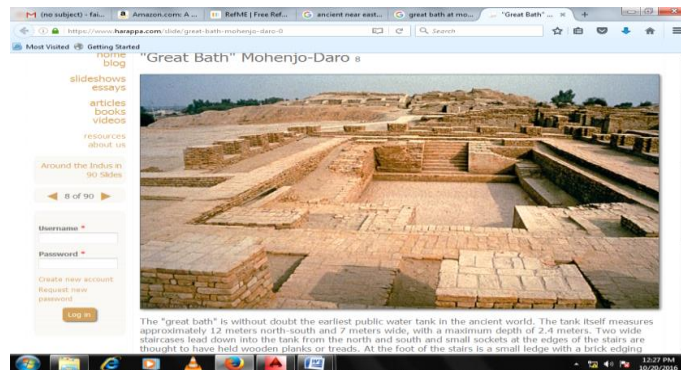 (no subject) - fai...
Amazon.com: A ...
RefME | Free Ref...
ancient near east...
great bath at mo...
"Great Bath" ...
https://www.harappa.com/slide/great-bath-mohenjo-daro-0
Search
Most Visited
Getting Started
home
blog
slideshows
essays
articles
books
videos
resources
about us
Around the Indus in
90 Slides
8 of 90
Username *
Password *
Create new account
Request new
password
Log in
"Great Bath" Mohenjo-Daro 8
The "great bath" is without doubt the earliest public water tank in the ancient world. The tank itself measures
approximately 12 meters north-south and 7 meters wide, with a maximum depth of 2.4 meters. Two wide
staircases lead down into the tank from the north and south and small sockets at the edges of the stairs are
thought to have held wooden planks or treads. At the foot of the stairs is a small ledge with a brick edging
12:27 PM
10/20/2016